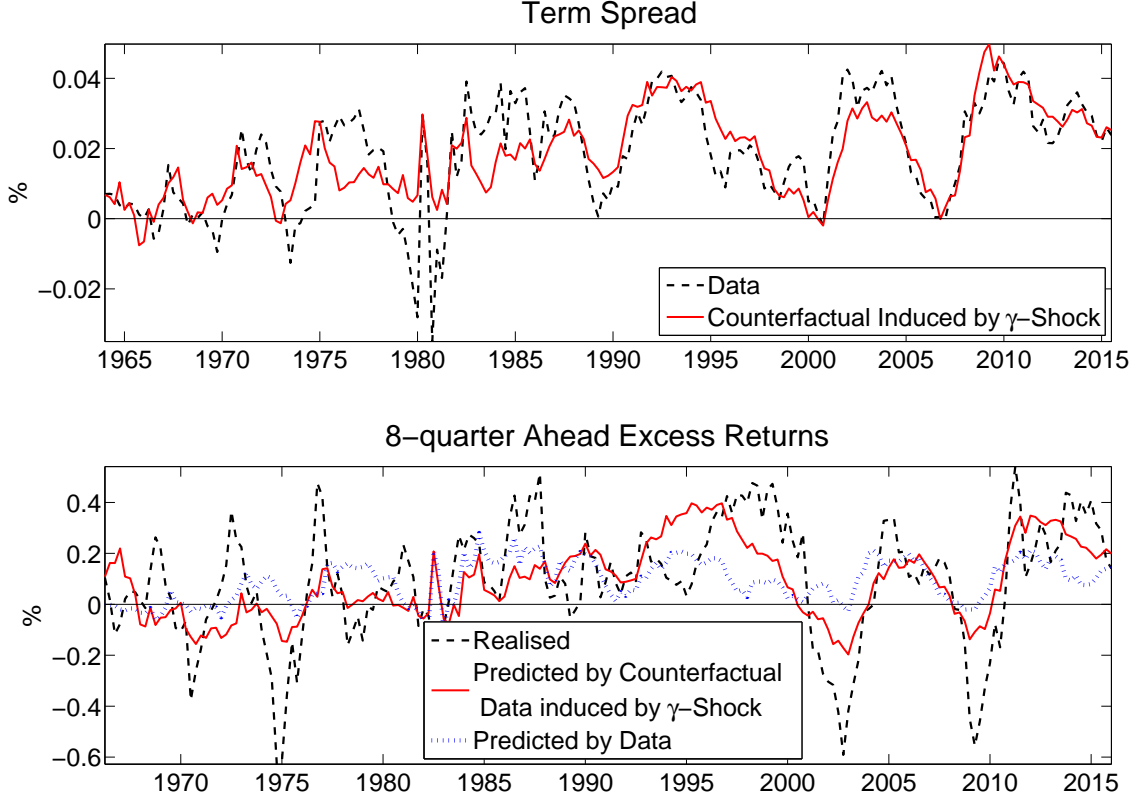 Term Spread
%
0.04
0.02
0
−0.02
Data
Counterfactual Induced by γ−Shock
1965 1970 1975 1980 1985 1990 1995 2000 2005 2010 2015
8−quarter Ahead Excess Returns
%
0.4
0.2
0
−0.2
−0.4
−0.6
Realised
Predicted by Counterfactual
Data induced by γ−Shock
Predicted by Data
1970 1975 1980 1985 1990 1995 2000 2005 2010 2015